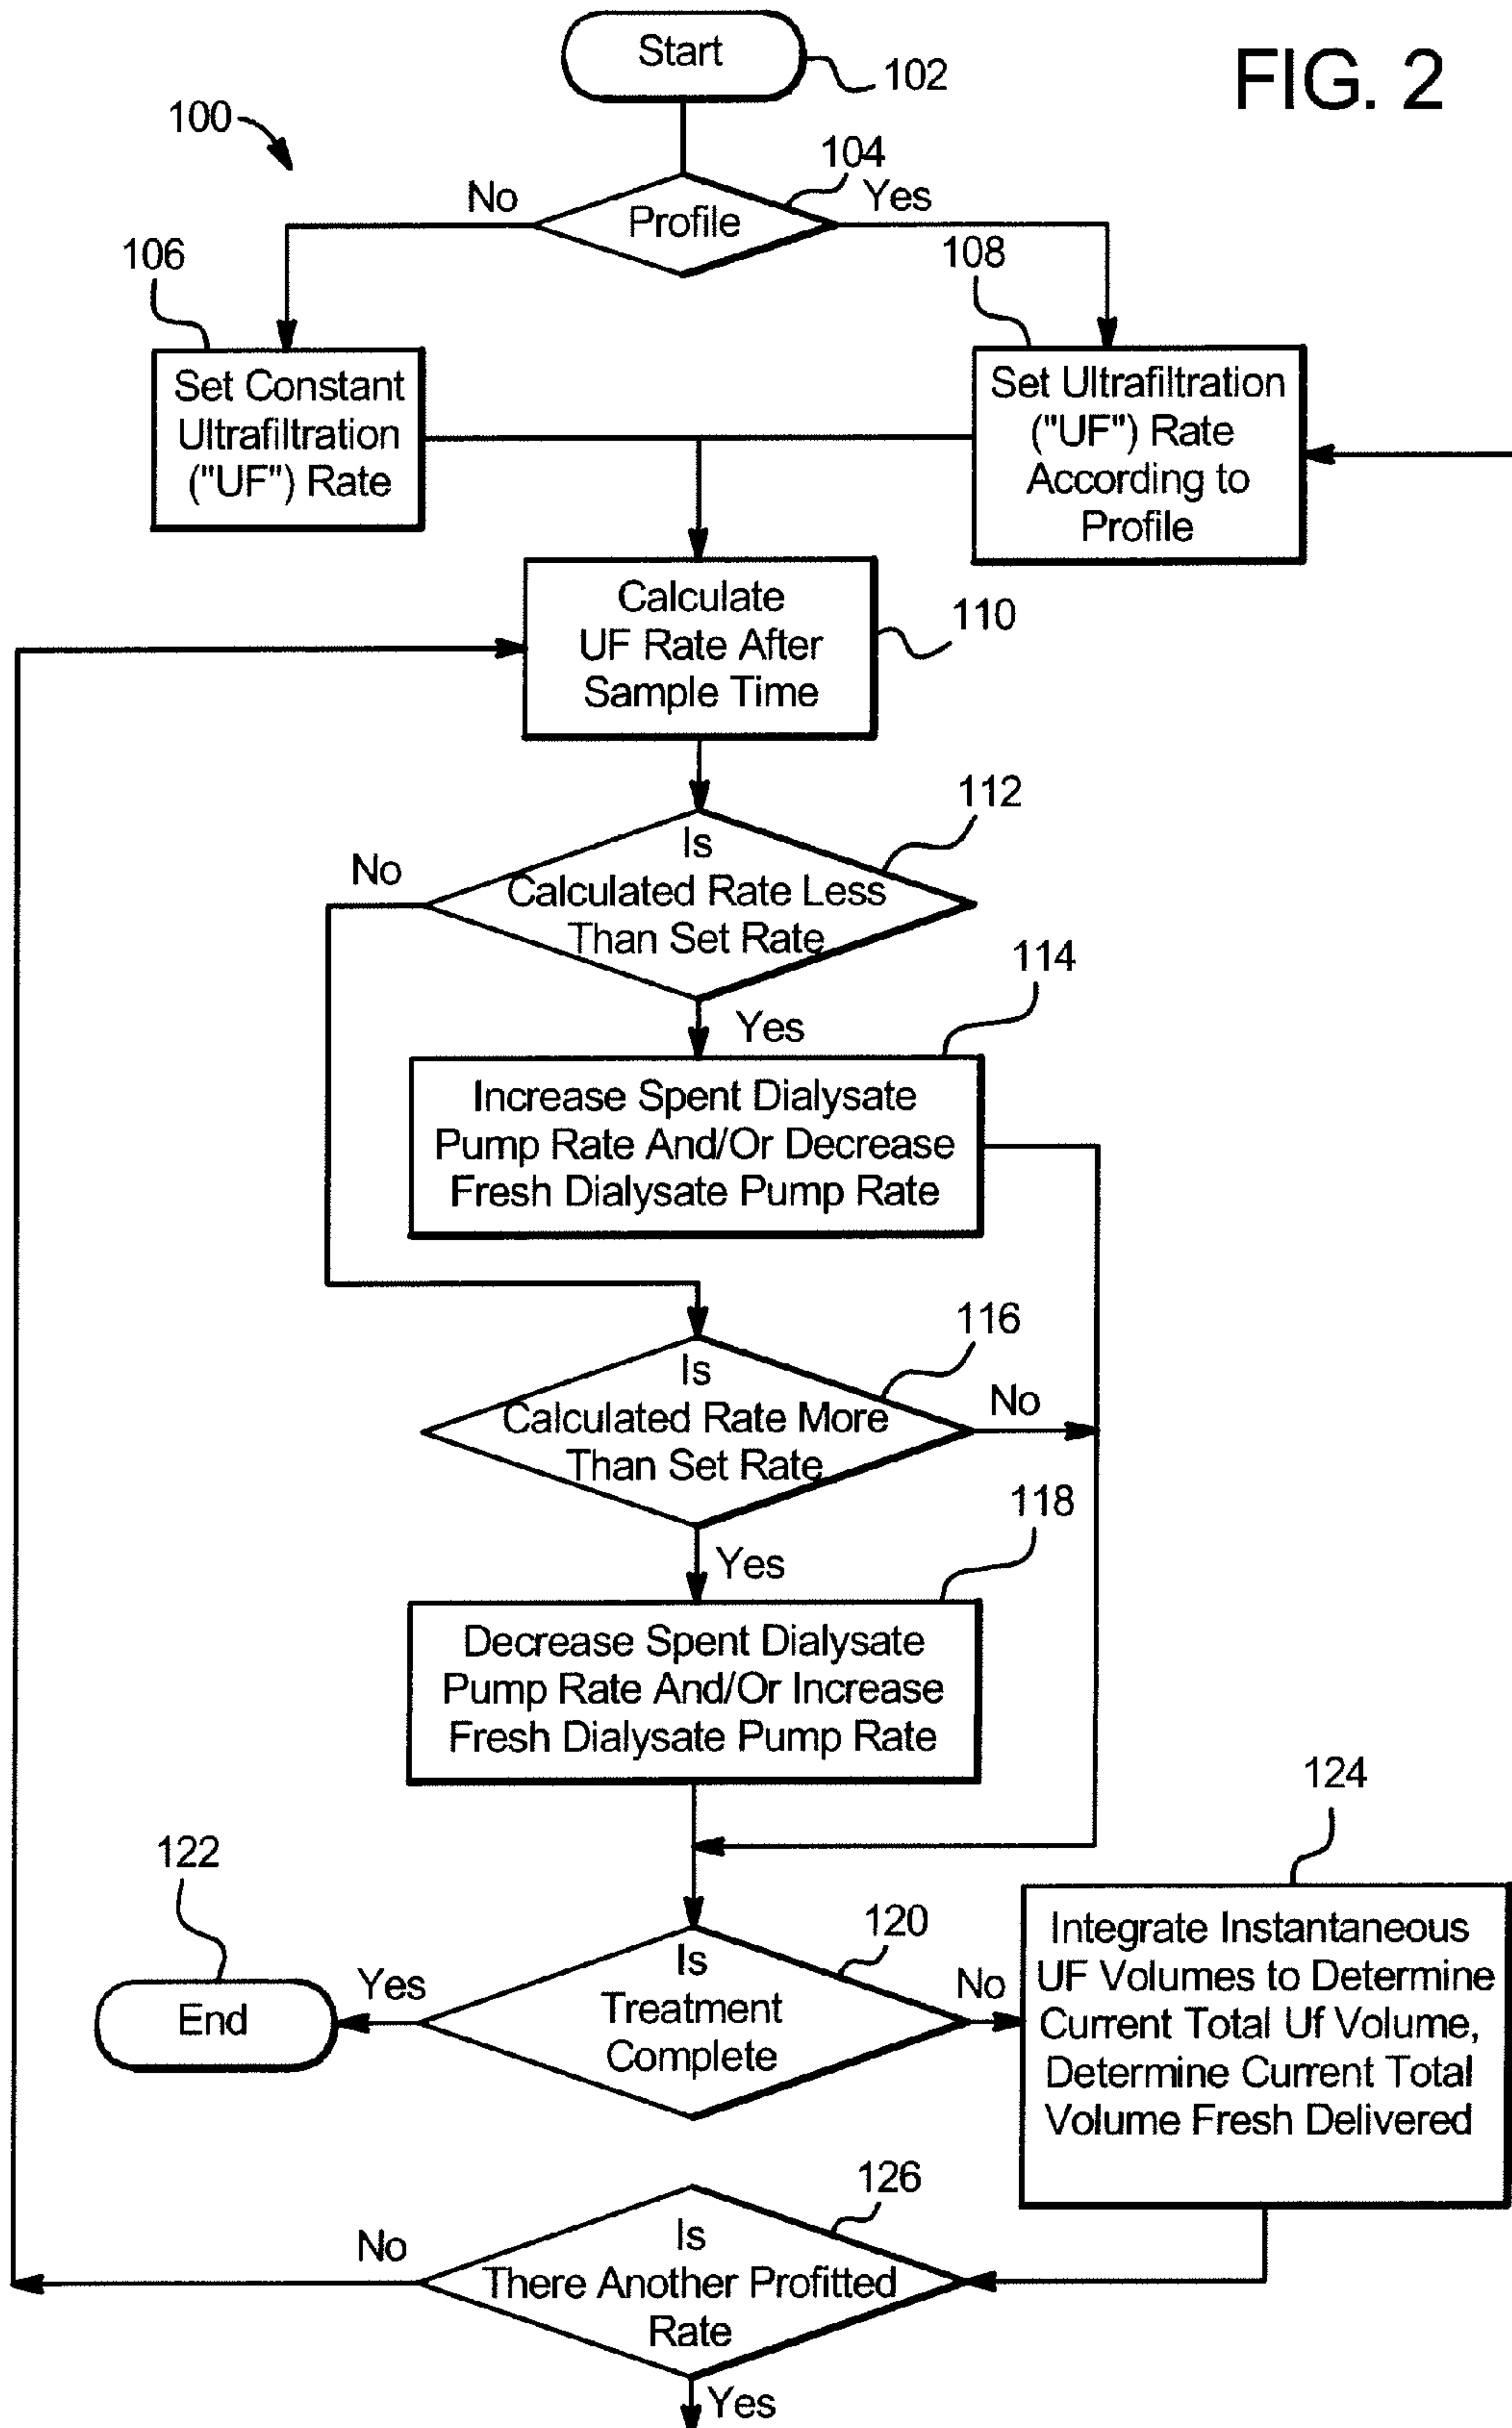 FIG. 2
Start
102
100
104
No
Yes
Profile
106
108
Set Constant
Ultrafiltration
("UF") Rate
Set Ultrafiltration
("UF") Rate
According to
Profile
Calculate
UF Rate After
Sample Time
110
112
No
Is
Calculated Rate Less
Than Set Rate
114
Yes
Increase Spent Dialysate
Pump Rate And/Or Decrease
Fresh Dialysate Pump Rate
116
Is
Calculated Rate More
Than Set Rate
No
118
Yes
Decrease Spent Dialysate
Pump Rate And/Or Increase
Fresh Dialysate Pump Rate
124
122
120
End
Yes
Is
Treatment
Complete
No
Integrate Instantaneous
UF Volumes to Determine
Current Total Uf Volume,
Determine Current Total
Volume Fresh Delivered
126
No
Is
There Another Profitted
Rate
Yes